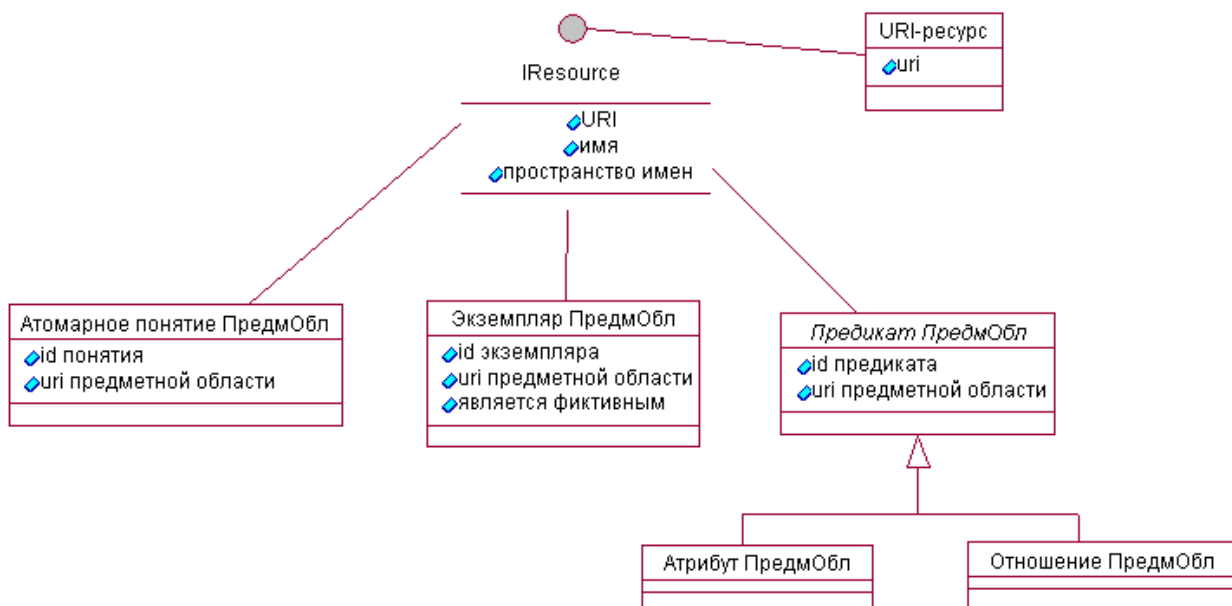 URI-ресурс
uri
IResource
URI
имя
пространство имен
Атомарное понятие ПредмОбл
id понятия
uri предметной области
Экземпляр ПредмОбл
id экземпляра
uri предметной области
является фиктивным
Предикат ПредмОбл
id предиката
uri предметной области
Атрибут ПредмОбл
Отношение ПредмОбл